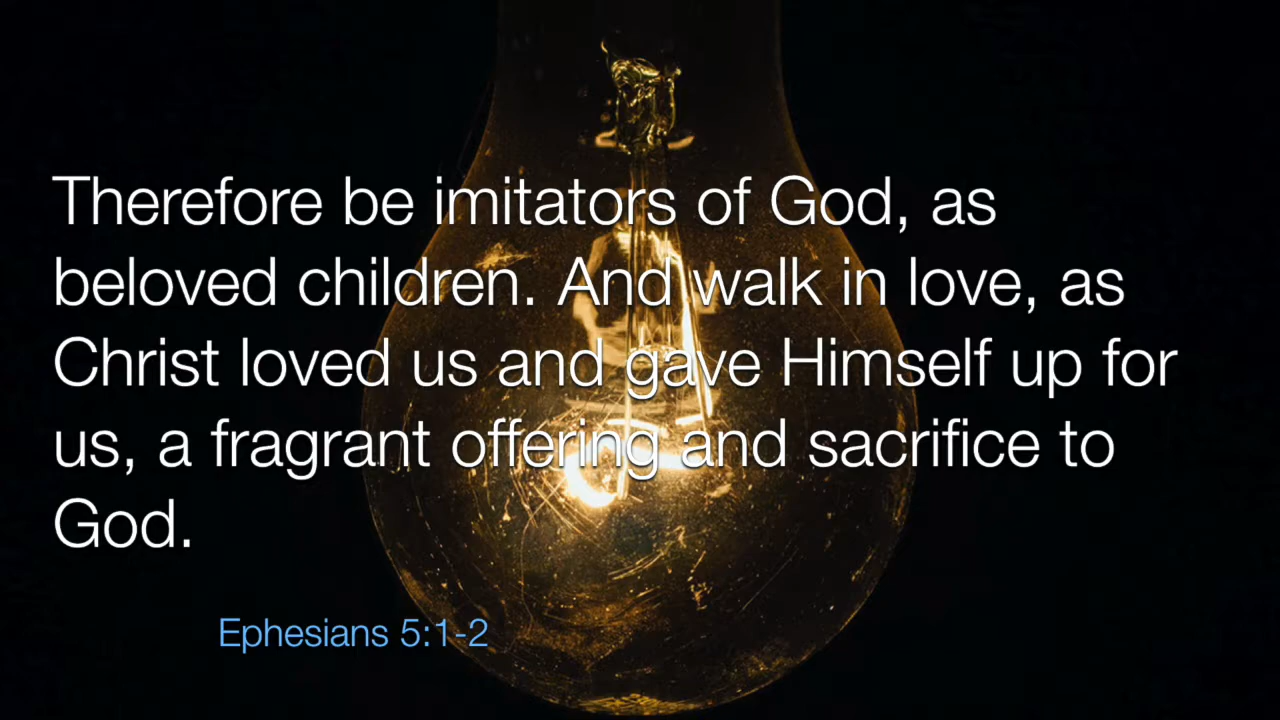 Therefore be imitators of God, as
beloved children. And walk in love, as
Christ loved us and gave Himself up for
us, a fragrant offering and sacrifice to
God.
Ephesians 5:1-2